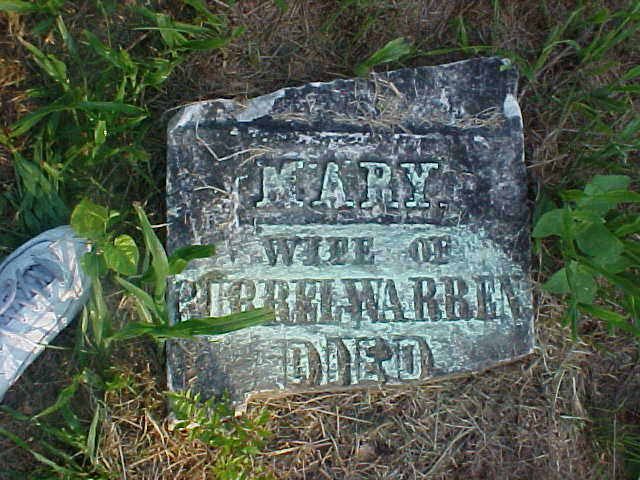 MARY.
WIFE OF
WARREN
DIED